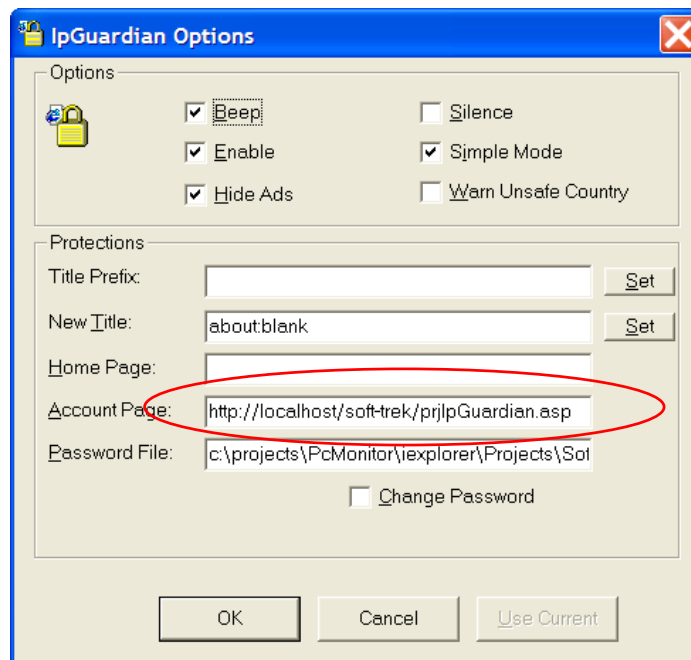 IpGuardian Options
Options
Beep
Silence
Enable
Simple Mode
Hide Ads
Warn Unsafe Country
Protections
Title Prefix:
Set
New Title:
about:blank
Set
Home Page:
Account Page:
http://localhost/soft-trek/prjIpGuardian.asp
Password File:
c:\projects\PcMonitor\iexplorer\Projects\Sof
Change Password
OK
Cancel
Use Current